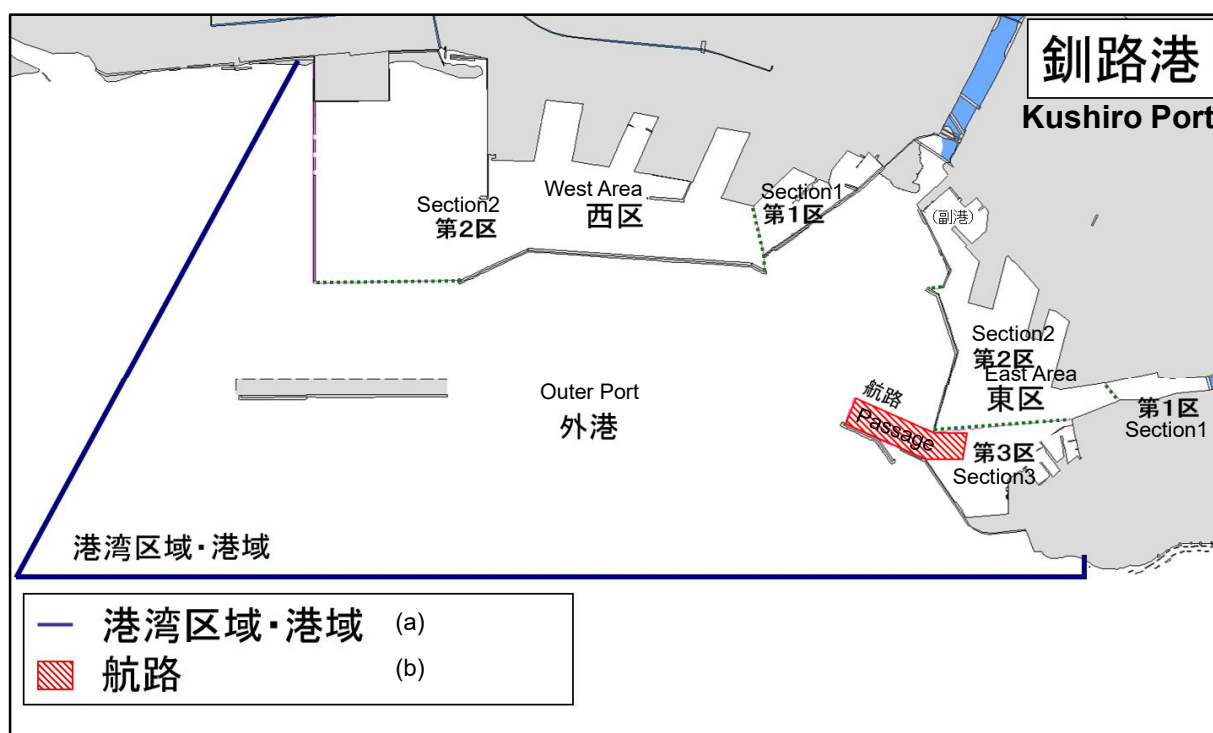 釧路港
Kushiro Port
Section2
第2区
West Area
西区
Section1
第1区
(副港)
Section2
第2区
East Area
東区
第1区
Section1
航路
Passage
第3区
Section3
Outer Port
外港
港湾区域・港域
港湾区域・港域 (a)
航路 (b)